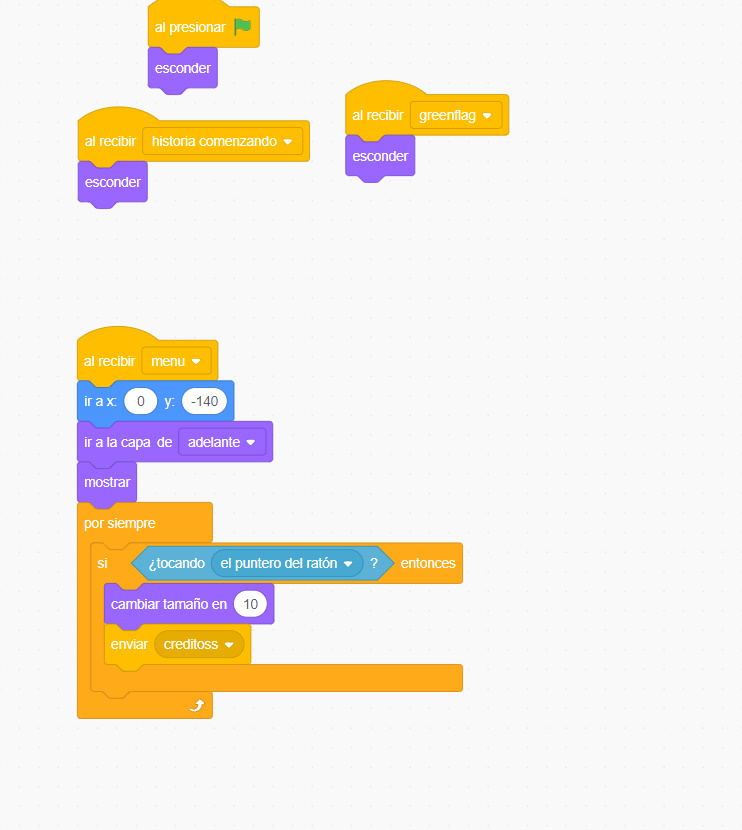 al presionar
esconder
al recibir greenflag
esconder
al recibir historia comenzando
esconder
al recibir menu
ir a x: 0 y: -140
ir a la capa de adelante
mostrar
por siempre
si ¿tocando el puntero del ratón ? entonces
cambiar tamaño en 10
enviar creditoss